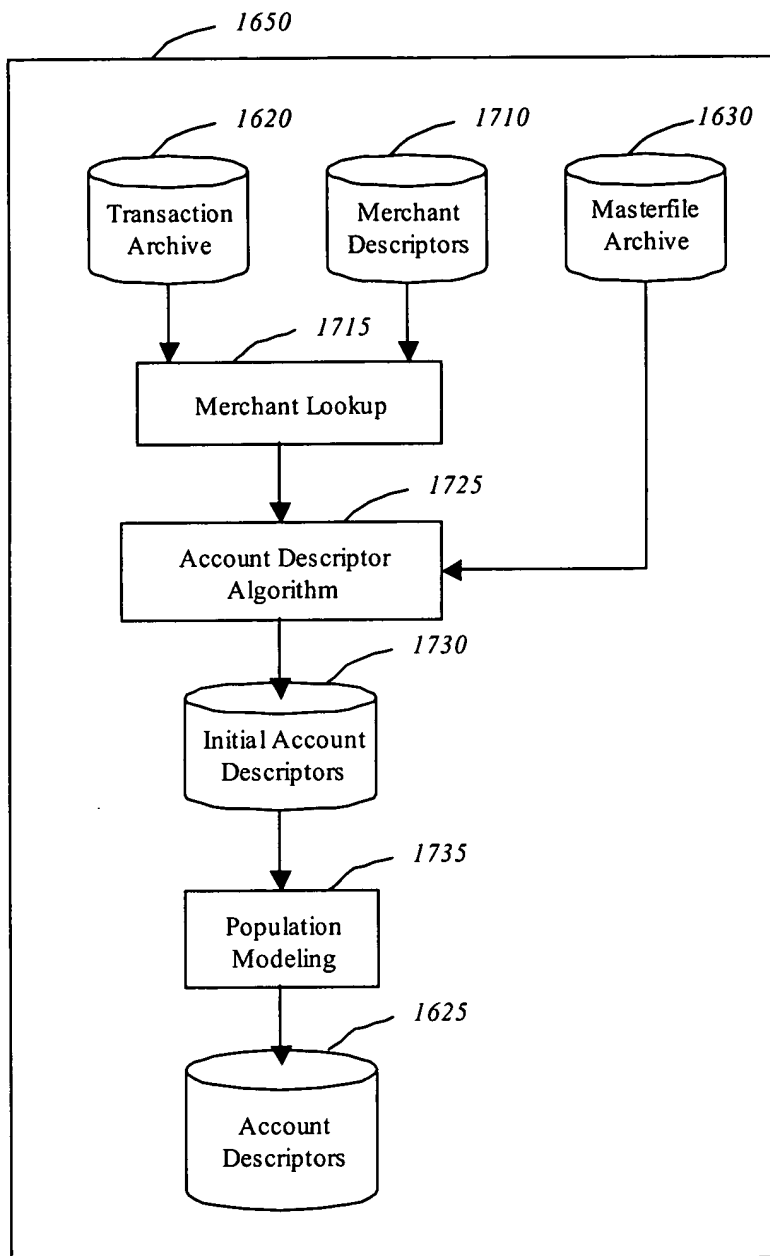 1650
1620
1710
1630
Transaction
Archive
Merchant
Descriptors
Masterfile
Archive
1715
Merchant Lookup
1725
Account Descriptor
Algorithm
1730
Initial Account
Descriptors
1735
Population
Modeling
1625
Account
Descriptors